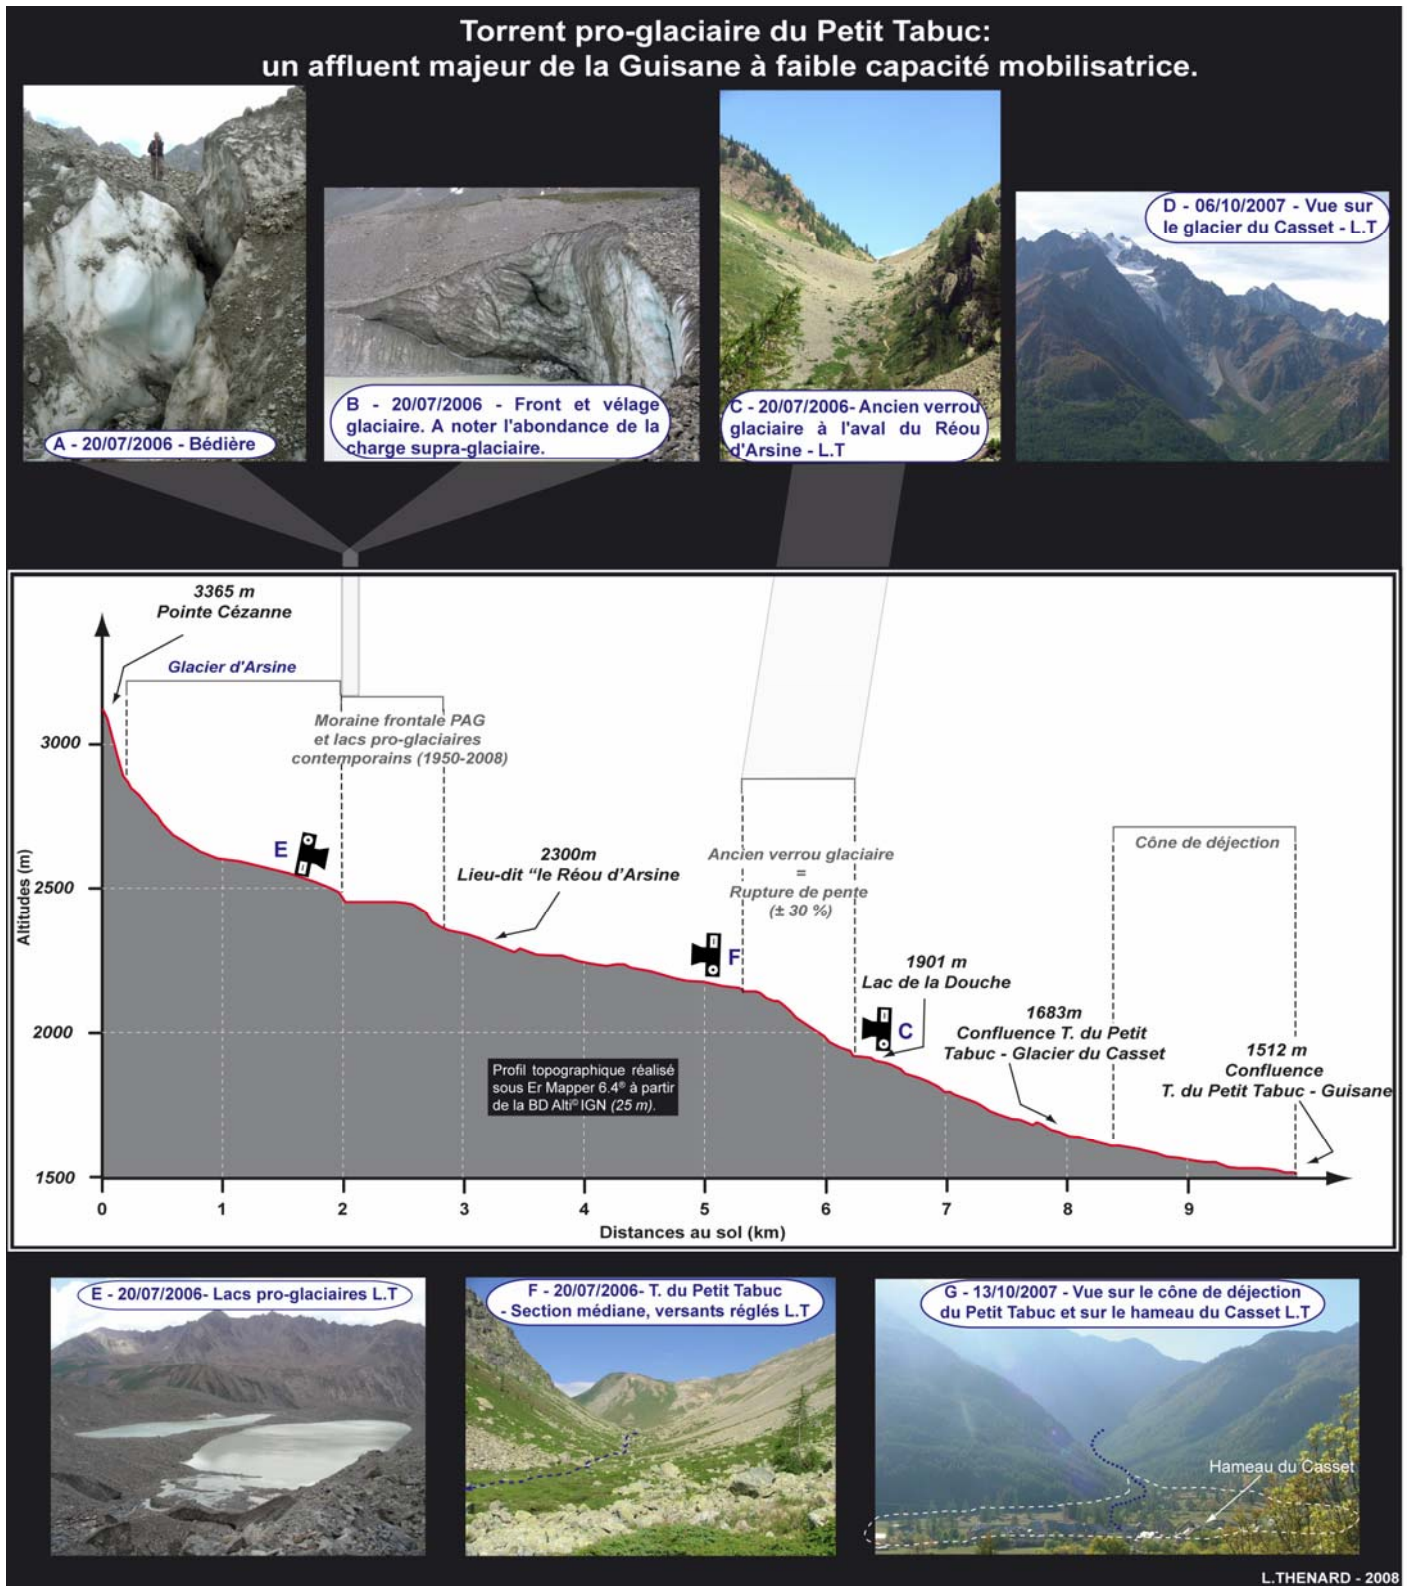 Torrent pro-glaciaire du Petit Tabuc:
un affluent majeur de la Guisane à faible capacité mobilisatrice.
A - 20/07/2006 - Bédière
B - 20/07/2006 - Front et vélage
glaciaire. A noter l'abondance de la
charge supra-glaciaire.
C - 20/07/2006- Ancien verrou
glaciaire à l'aval du Réou
d'Arsine - L.T
D - 06/10/2007 - Vue sur
le glacier du Casset - L.T
3365 m
Pointe Cézanne
Glacier d'Arsine
Moraine frontale PAG
et lacs pro-glaciaires
contemporains (1950-2008)
E
2300m
Lieu-dit “le Réou d’Arsine
Ancien verrou glaciaire
=
Rupture de pente
(± 30 %)
F
Cône de déjection
1901 m
Lac de la Douche
C
1683m
Confluence T. du Petit
Tabuc - Glacier du Casset
1512 m
Confluence
T. du Petit Tabuc - Guisane
Profil topographique réalisé
sous Er Mapper 6.4® à partir
de la BD Alti© IGN (25 m).
Altitudes (m)
3000
2500
2000
1500
0 1 2 3 4 5 6 7 8 9
Distances au sol (km)
E - 20/07/2006- Lacs pro-glaciaires L.T
F - 20/07/2006- T. du Petit Tabuc
- Section médiane, versants réglés L.T
G - 13/10/2007 - Vue sur le cône de déjection
du Petit Tabuc et sur le hameau du Casset L.T
Hameau du Casset
L.THENARD - 2008